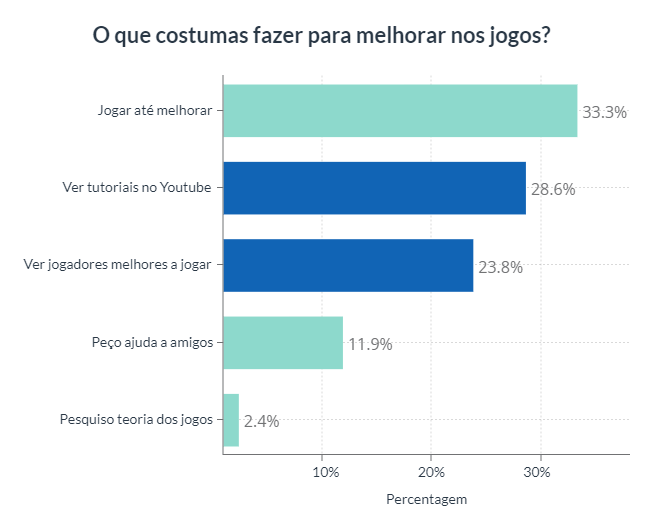 O que costumas fazer para melhorar nos jogos?
Jogar até melhorar
33.3%
Ver tutoriais no Youtube
28.6%
Ver jogadores melhores a jogar
23.8%
Peço ajuda a amigos
11.9%
Pesquiso teoria dos jogos
2.4%
10%
20%
30%
Percentagem